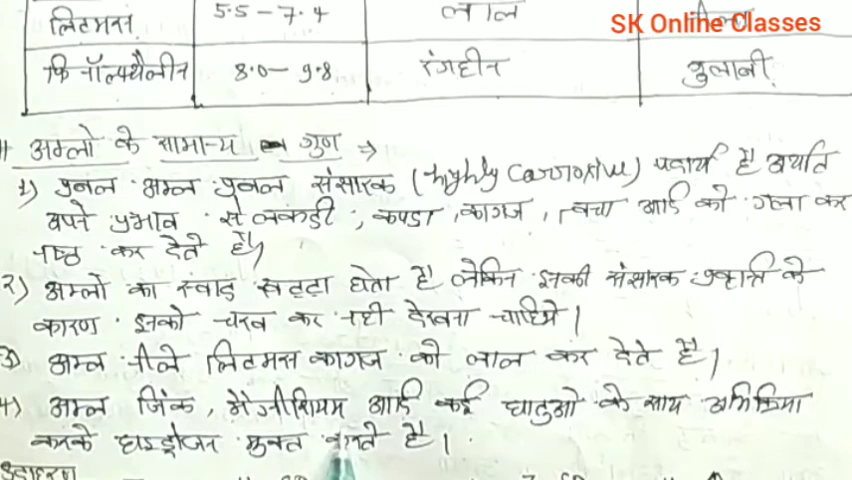 लिटमस 5.5 – 7.4 लाल
SK Online Classes
फिनॉल्फ्थैलीन 8.0 – 9.8 रंगहीन गुलाबी
अम्लो के सामान्य गुण ⇒
1) प्रबल अम्ल प्रबल संक्षारक (highly Corrosive) पदार्थ है अर्थात
अपने प्रभाव से लकडी, कपडा, कागज, त्वचा आदि को गला कर
नष्ठ कर देते है।
2) अम्लों का स्वाद खट्टा होता है लेकिन इनकी संक्षारक प्रवृत्ति के
कारण इनको चख कर नही देखना चाहिये।
3) अम्ल नीले लिटमस कागज को लाल कर देते है।
4) अम्ल जिंक, मैग्नीशियम आदि कई धातुओ के साथ अभिक्रिया
करके हाइड्रोजन मुक्त करते है।
उदाहरण